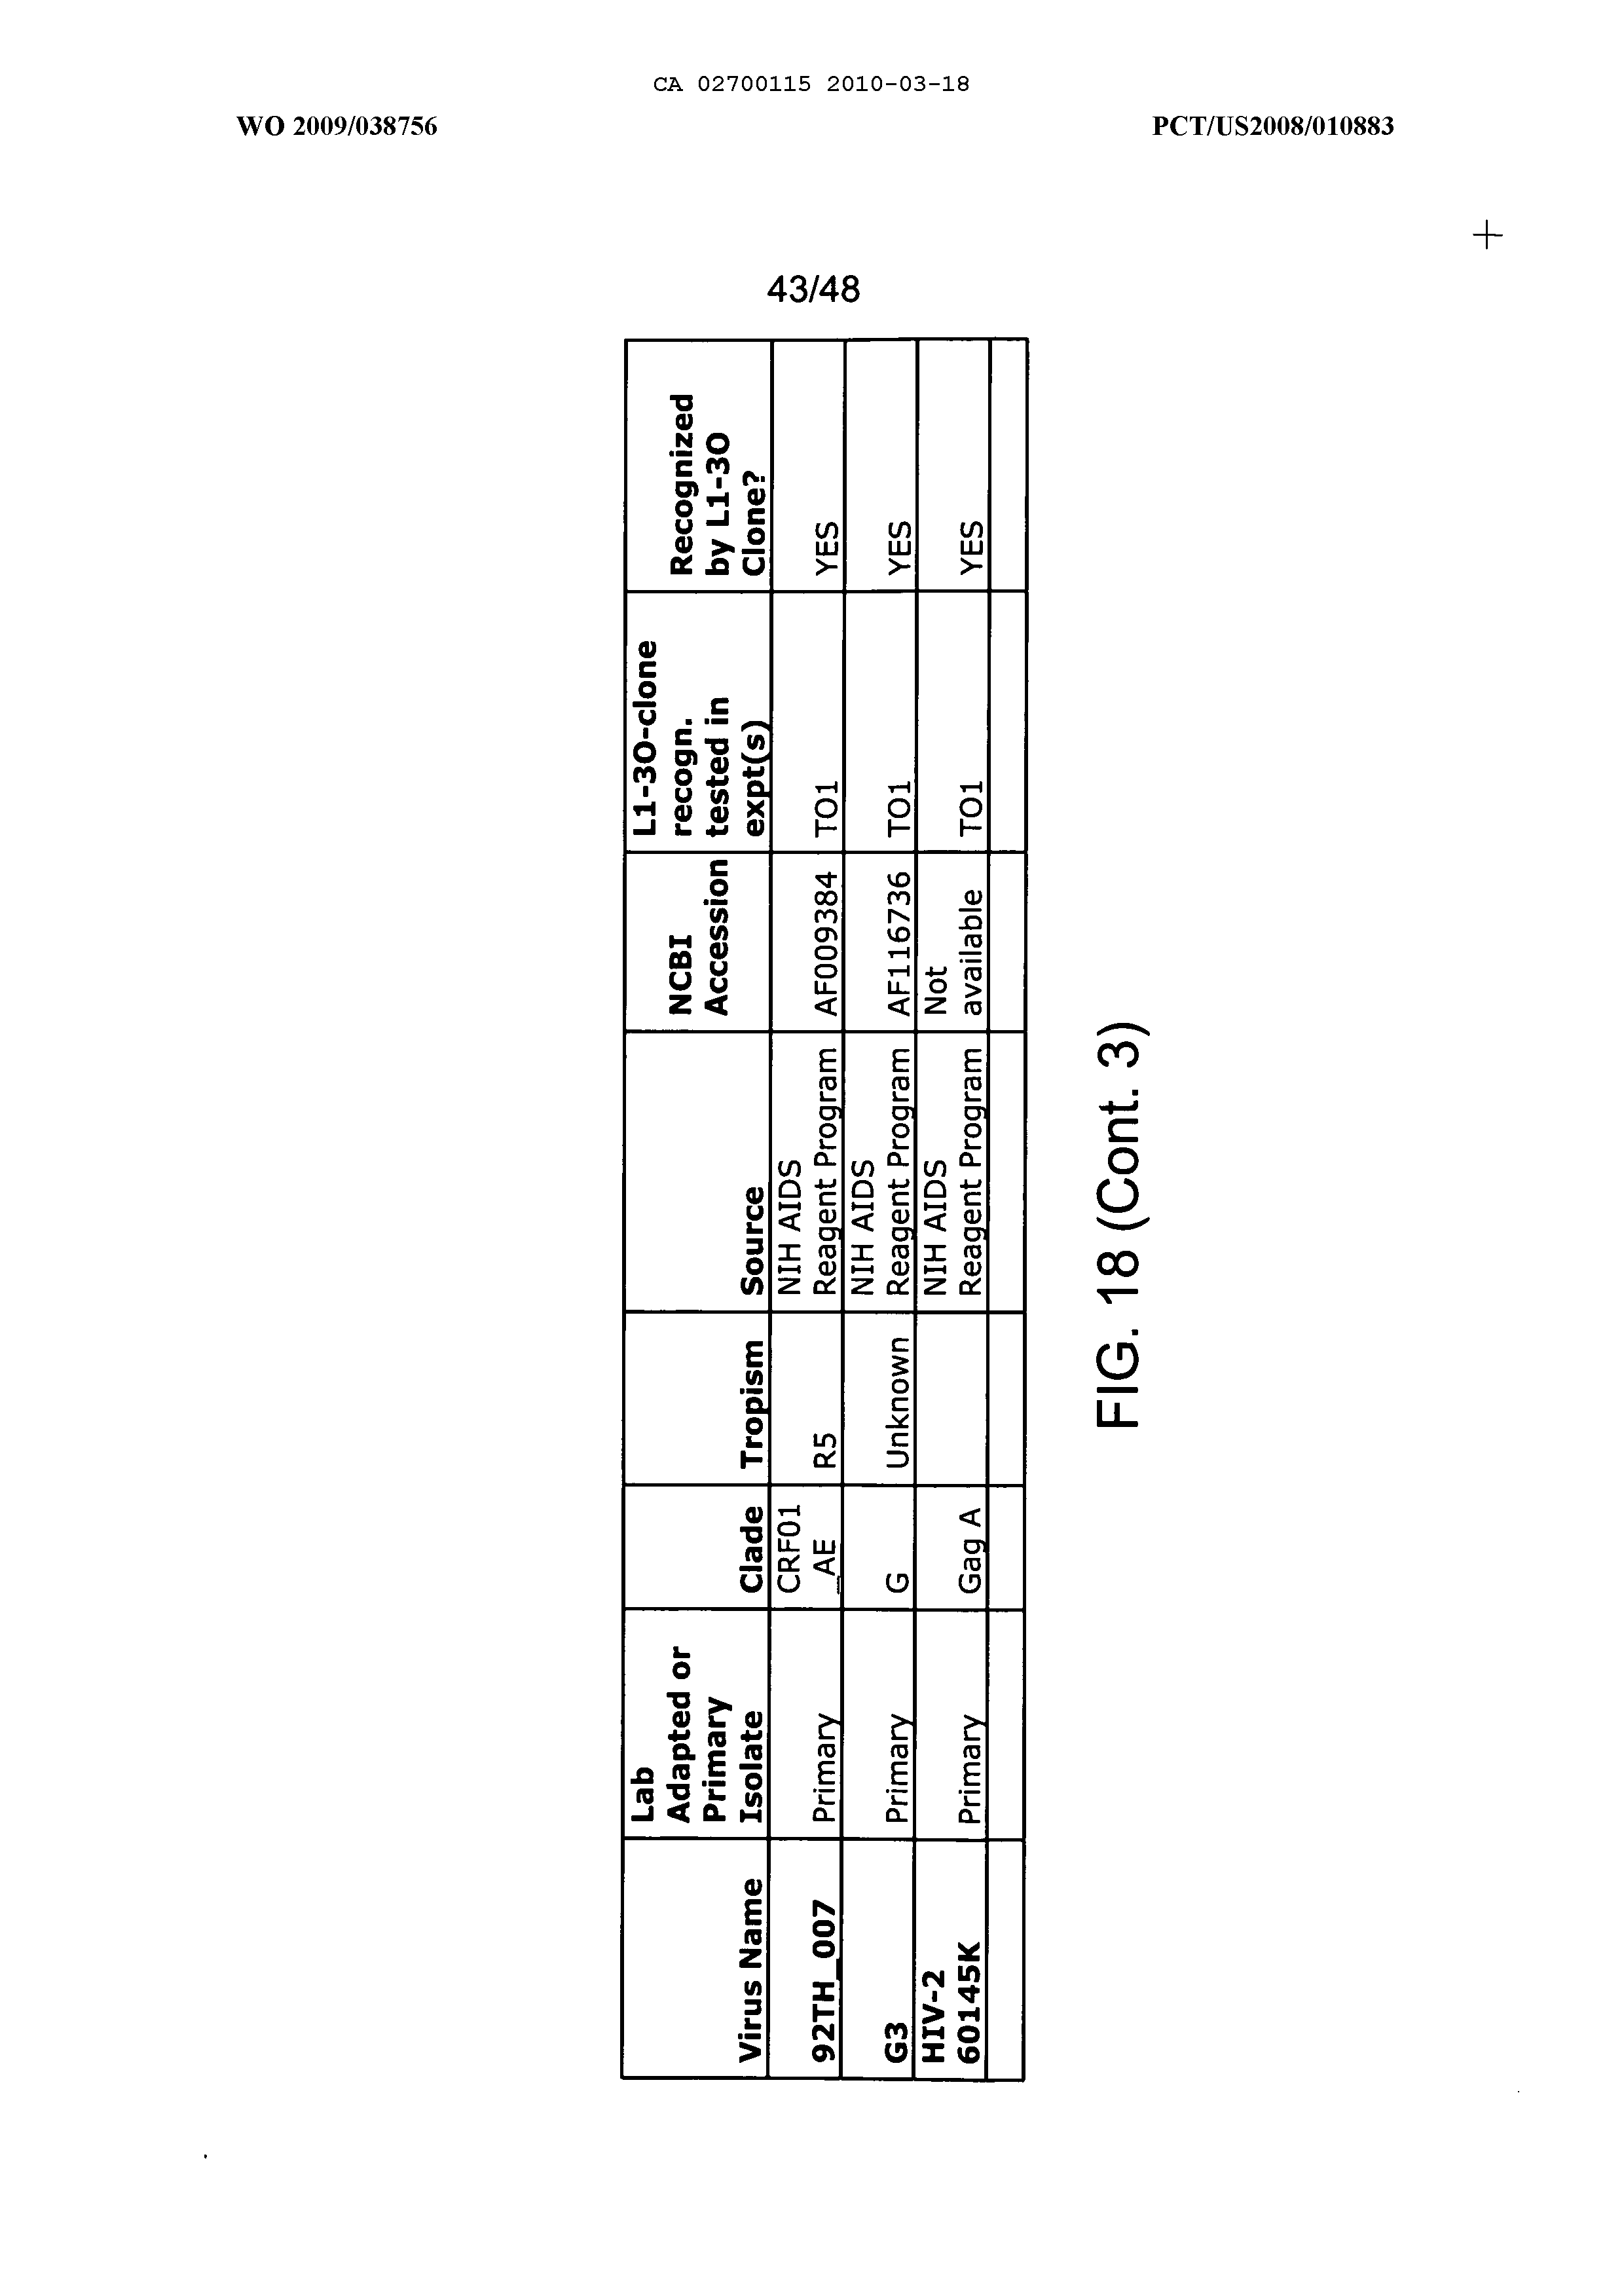 CA 02700115 2010-03-18
WO 2009/038756
PCT/US2008/010883
43/48
Virus Name
Lab
Adapted or
Primary
Isolate
Clade
Tropism
Source
NCBI
Accession
L1-30-clone
recogn.
tested in
expt(s)
Recognized
by L1-30
Clone?
92TH_007
Primary
CRF01
_AE
R5
NIH AIDS
Reagent Program
AF009384
TO1
YES
G3
Primary
G
Unknown
NIH AIDS
Reagent Program
AF116736
TO1
YES
HIV-2
60145K
Primary
Gag A
NIH AIDS
Reagent Program
Not
available
TO1
YES
FIG. 18 (Cont. 3)